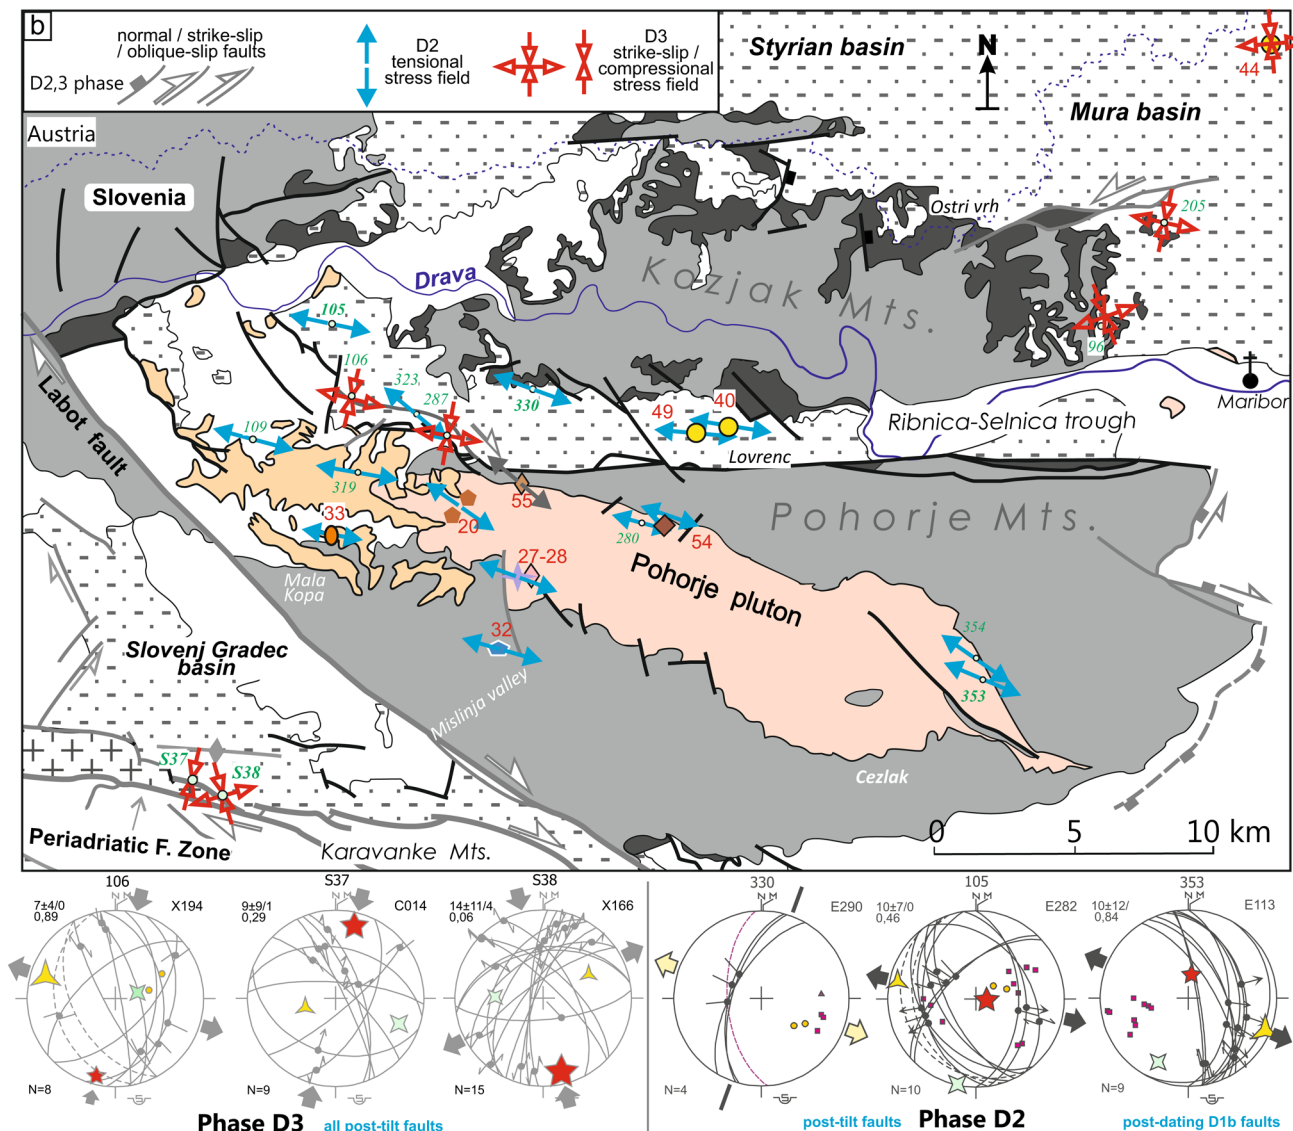 b
normal / strike-slip
/ oblique-slip faults
D2,3 phase
D2
tensional
stress field
D3
strike-slip /
compressional
stress field
Styrian basin
N
44
Mura basin
Austria
Slovenia
Ostri vrh
205
Kozjak Mts.
Drava
105
106
323
287
330
96
Maribor
49
40
Ribnica-Selnica trough
Lovrenc
Labot fault
109
319
55
20
33
280
54
Pohorje Mts.
27-28
Mala
Kopa
Pohorje pluton
32
354
353
Slovenj Gradec
basin
Mislinja valley
S37
S38
Cezlak
Periadriatic F. Zone
Karavanke Mts.
0 5 10 km
106 S37 S38 330 105 353
7±4/0
0,89
N M
X194
9±9/1
0,29
N M
C014
14±11/4
0,06
N M
X166
N M
E290
10±7/0
0,46
N M
E282
10±12/
0,84
N M
E113
N=8
S
N=9
S
N=15
S
N=4
S
N=10
N=9
S
Phase D3 all post-tilt faults
post-tilt faults Phase D2 post-dating D1b faults